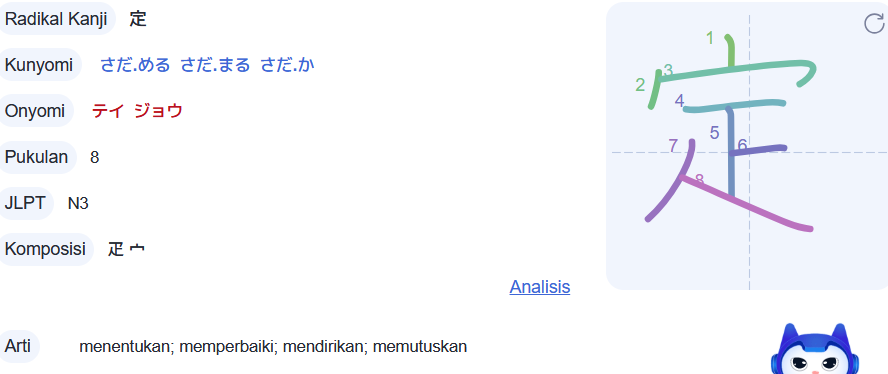 Radikal Kanji 定
Kunyomi さだ.める さだ.まる さだ.か
Onyomi テイ ジョウ
Pukulan 8
JLPT N3
Komposisi 疋 宀
Analisis
Arti menentukan; memperbaiki; mendirikan; memutuskan
1
2 3
4
5
6
7
8